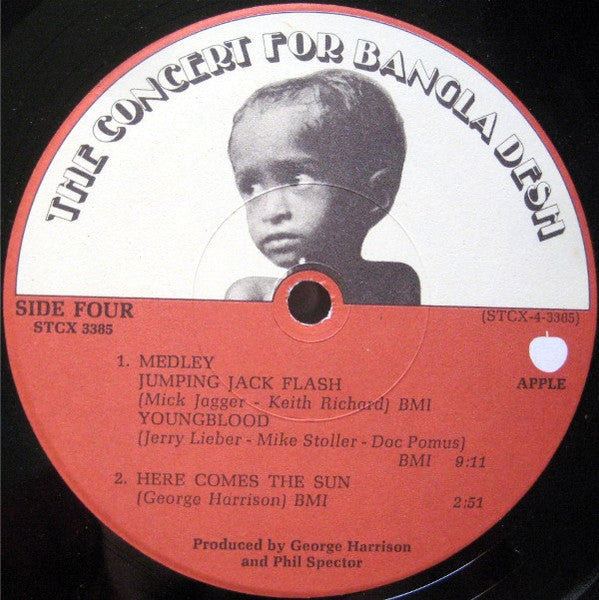 THE CONCERT FOR BANGLA DESH
SIDE FOUR
STCX 3385
(STCX-4-3385)
APPLE
1. MEDLEY
JUMPING JACK FLASH
(Mick Jagger - Keith Richard) BMI
YOUNGBLOOD
(Jerry Lieber - Mike Stoller - Doc Pomus)
BMI 9:11
2. HERE COMES THE SUN
(George Harrison) BMI 2:51
Produced by George Harrison
and Phil Spector